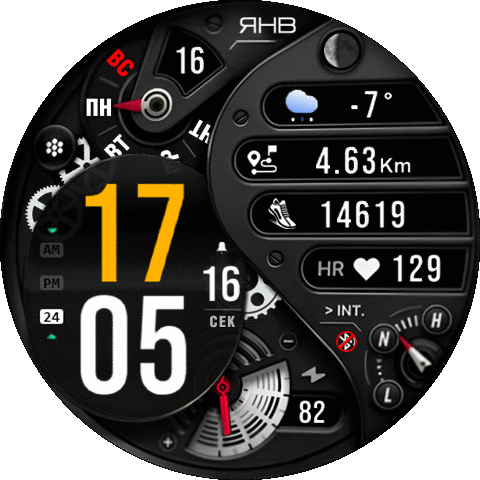 ЯНВ
16
ВС
ПН
ВТ
ЧТ
-7°
4.63Km
14619
HR 129
17
05
AM
PM
24
16
СЕК
> INT.
N
H
L
82